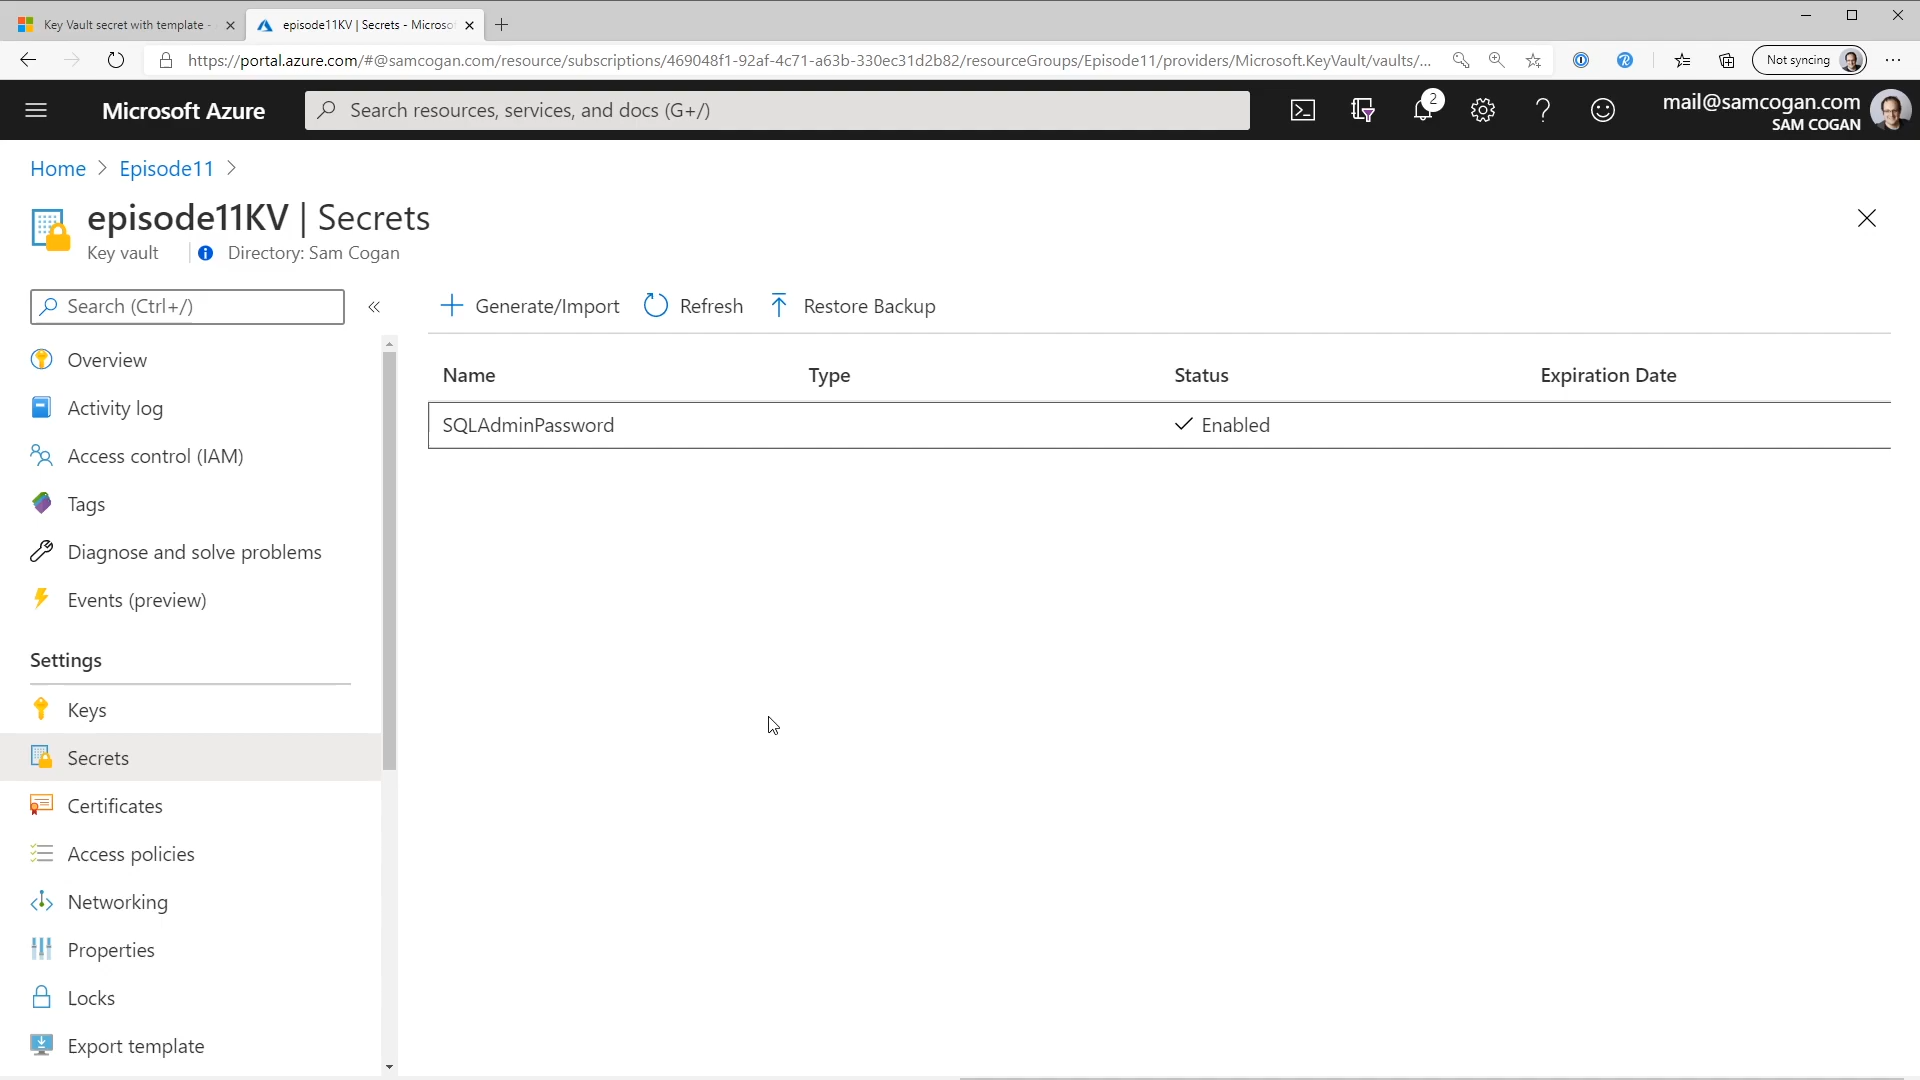 Key Vault secret with template -
episode11KV | Secrets - Microsof
https://portal.azure.com/#@samcogan.com/resource/subscriptions/469048f1-92af-4c71-a63b-330ec31d2b82/resourceGroups/Episode11/providers/Microsoft.KeyVault/vaults/...
Not syncing
Microsoft Azure
Search resources, services, and docs (G+/)
2
mail@samcogan.com
SAM COGAN
Home > Episode11 >
episode11KV | Secrets
Key vault
Directory: Sam Cogan
Search (Ctrl+/)
«
Overview
Activity log
Access control (IAM)
Tags
Diagnose and solve problems
Events (preview)
Settings
Keys
Secrets
Certificates
Access policies
Networking
Properties
Locks
Export template
Generate/Import
Refresh
Restore Backup
Name Type Status Expiration Date
SQLAdminPassword Enabled